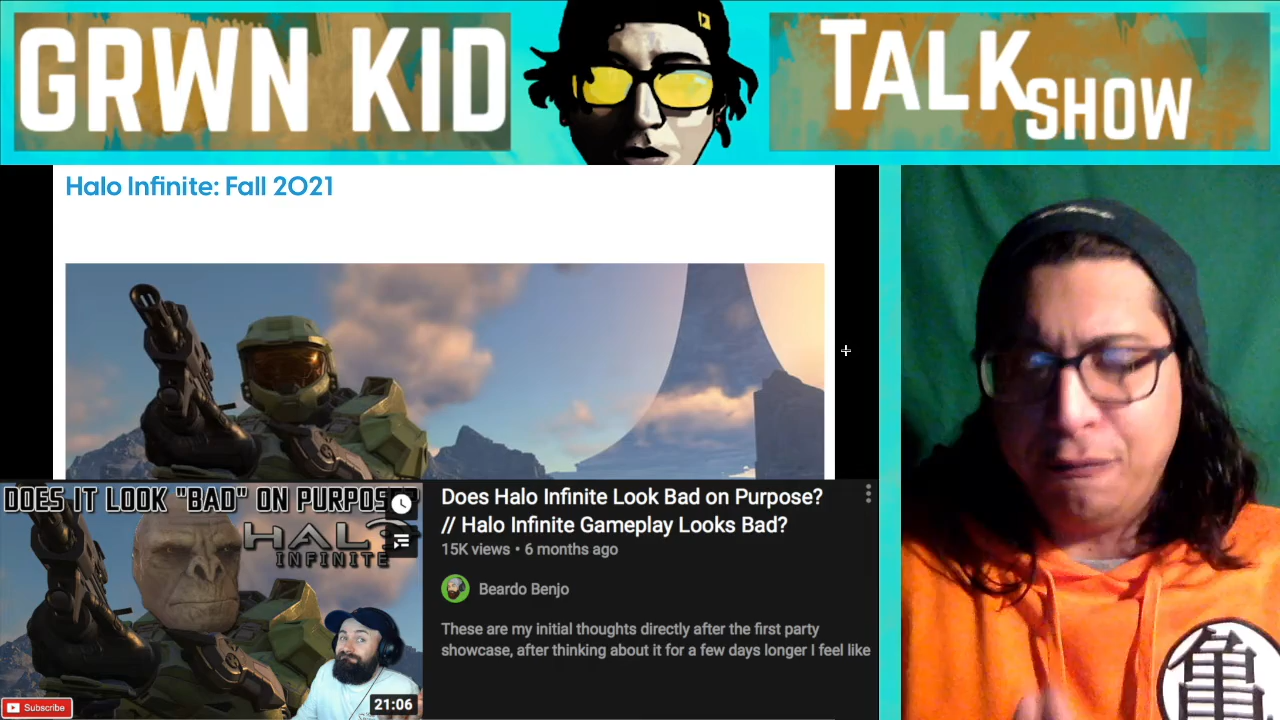 GRWN KID
TALK SHOW
Halo Infinite: Fall 2021
DOES IT LOOK "BAD" ON PURPOSE?
HALO
INFINITE
21:06
Subscribe
Does Halo Infinite Look Bad on Purpose?
// Halo Infinite Gameplay Looks Bad?
15K views • 6 months ago
Beardo Benjo
These are my initial thoughts directly after the first party
showcase, after thinking about it for a few days longer I feel like
亀